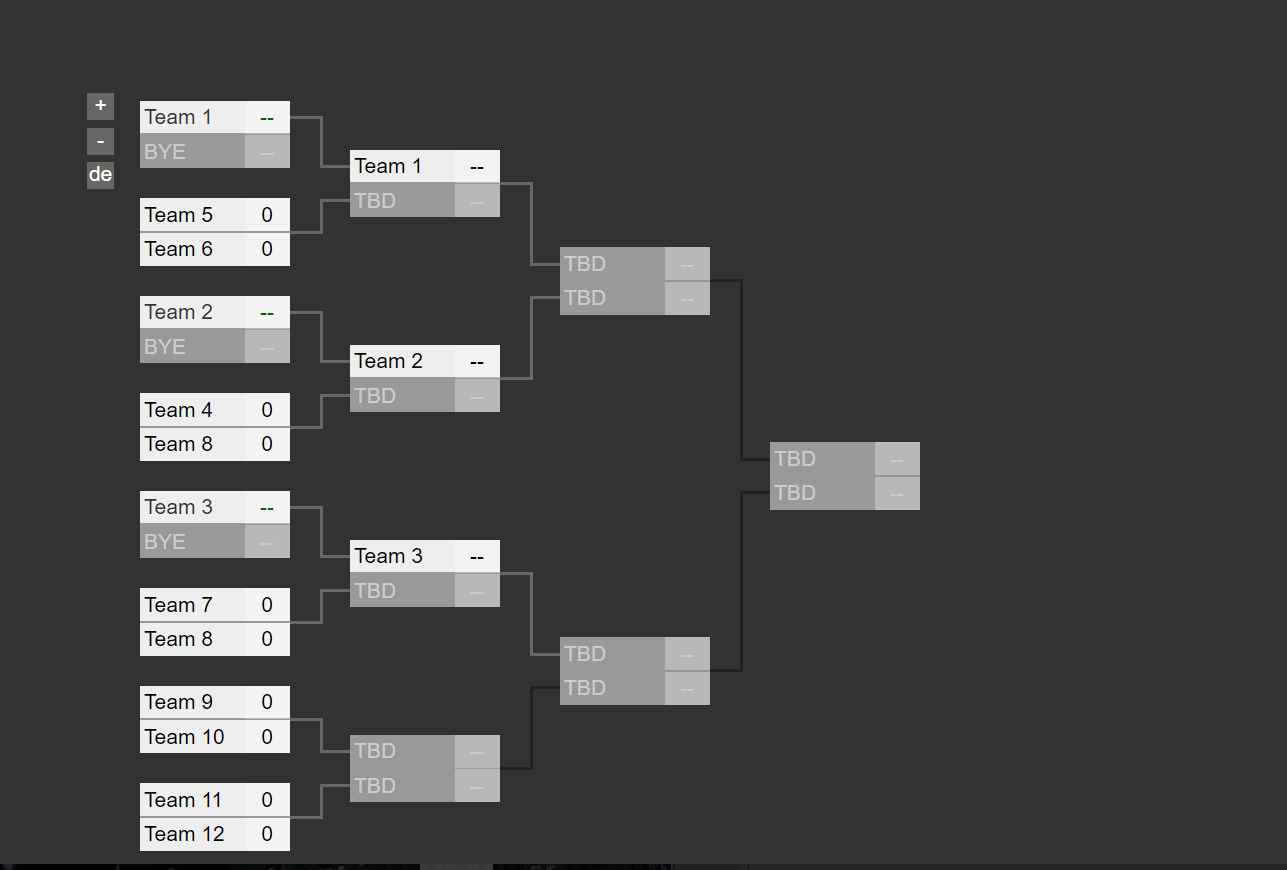 +
-
de
Team 1 --
BYE --
Team 5 0
Team 6 0
Team 2 --
BYE --
Team 4 0
Team 8 0
Team 3 --
BYE --
Team 7 0
Team 8 0
Team 9 0
Team 10 0
Team 11 0
Team 12 0
Team 1 --
TBD --
Team 2 --
TBD --
Team 3 --
TBD --
TBD --
TBD --
TBD --
TBD --
TBD --
TBD --
TBD --
TBD --